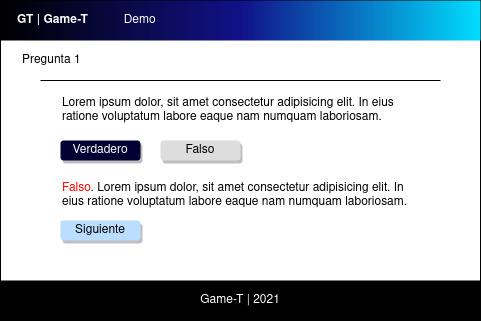 GT | Game-T Demo
Pregunta 1
Lorem ipsum dolor, sit amet consectetur adipisicing elit. In eius
ratione voluptatum labore eaque nam numquam laboriosam.
Verdadero Falso
Falso. Lorem ipsum dolor, sit amet consectetur adipisicing elit. In
eius ratione voluptatum labore eaque nam numquam laboriosam.
Siguiente
Game-T | 2021